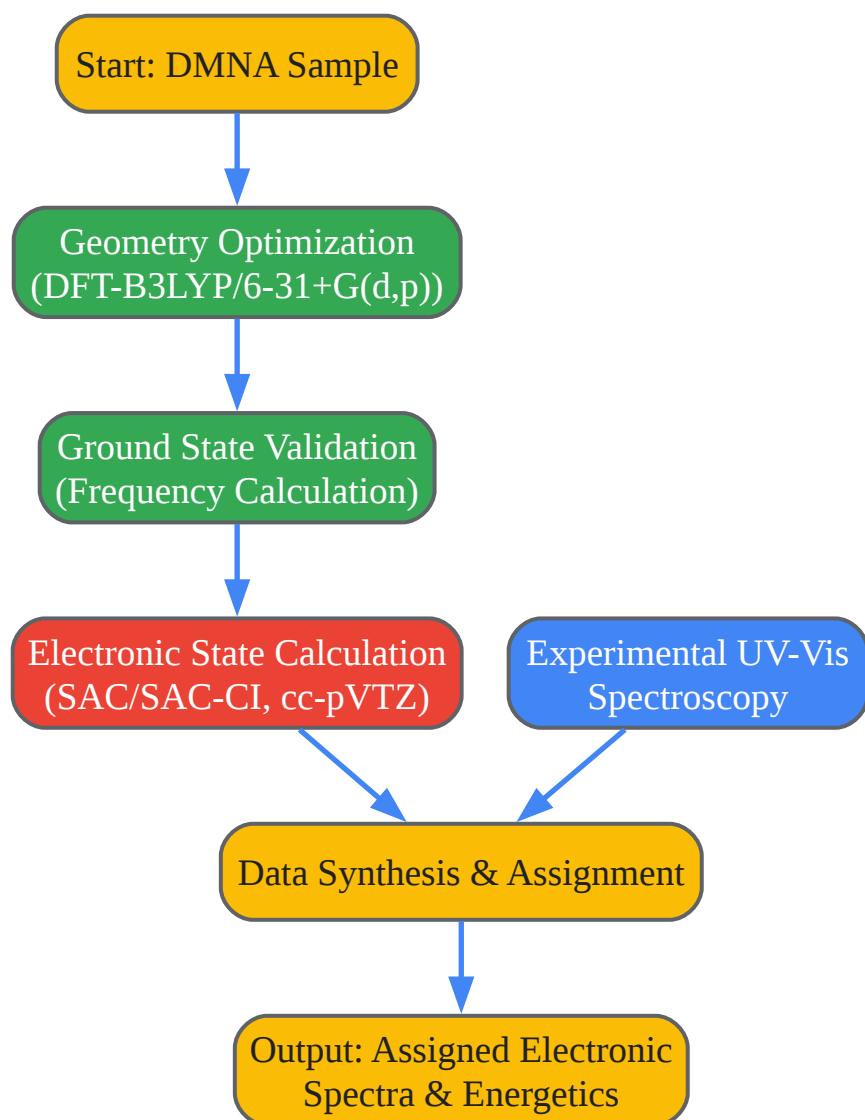 Start: DMNA Sample
Geometry Optimization
(DFT-B3LYP/6-31+G(d,p))
Ground State Validation
(Frequency Calculation)
Electronic State Calculation
(SAC/SAC-CI, cc-pVTZ)
Experimental UV-Vis
Spectroscopy
Data Synthesis & Assignment
Output: Assigned Electronic
Spectra & Energetics